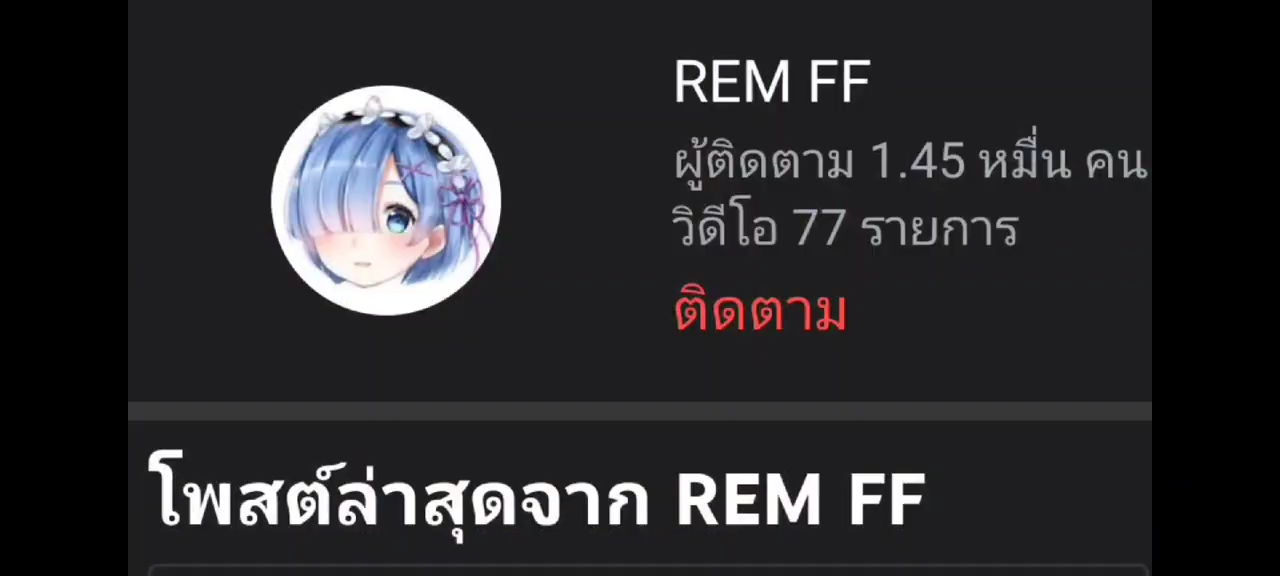 REM FF
ผู้ติดตาม 1.45 หมื่น คน
วิดีโอ 77 รายการ
ติดตาม
โพสต์ล่าสุดจาก REM FF